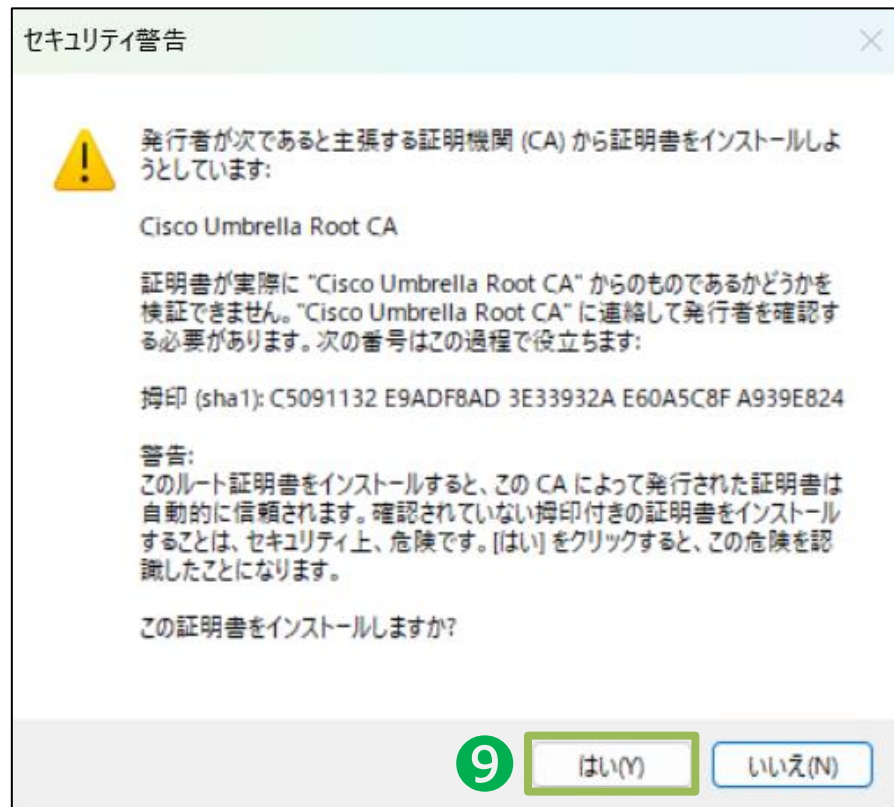 セキュリティ警告
発行者が次であると主張する証明機関 (CA) から証明書をインストールしよ
うとしています:
Cisco Umbrella Root CA
証明書が実際に "Cisco Umbrella Root CA" からのものであるかどうかを
検証できません。"Cisco Umbrella Root CA" に連絡して発行者を確認す
る必要があります。次の番号はこの過程で役立ちます:
拇印 (sha1): C5091132 E9ADF8AD 3E33932A E60A5C8F A939E824
警告:
このルート証明書をインストールすると、この CA によって発行された証明書は
自動的に信頼されます。確認されていない拇印付きの証明書をインストール
することは、セキュリティ上、危険です。[はい] をクリックすると、この危険を認
識したことになります。
この証明書をインストールしますか?
9 はい(Y) いいえ(N)